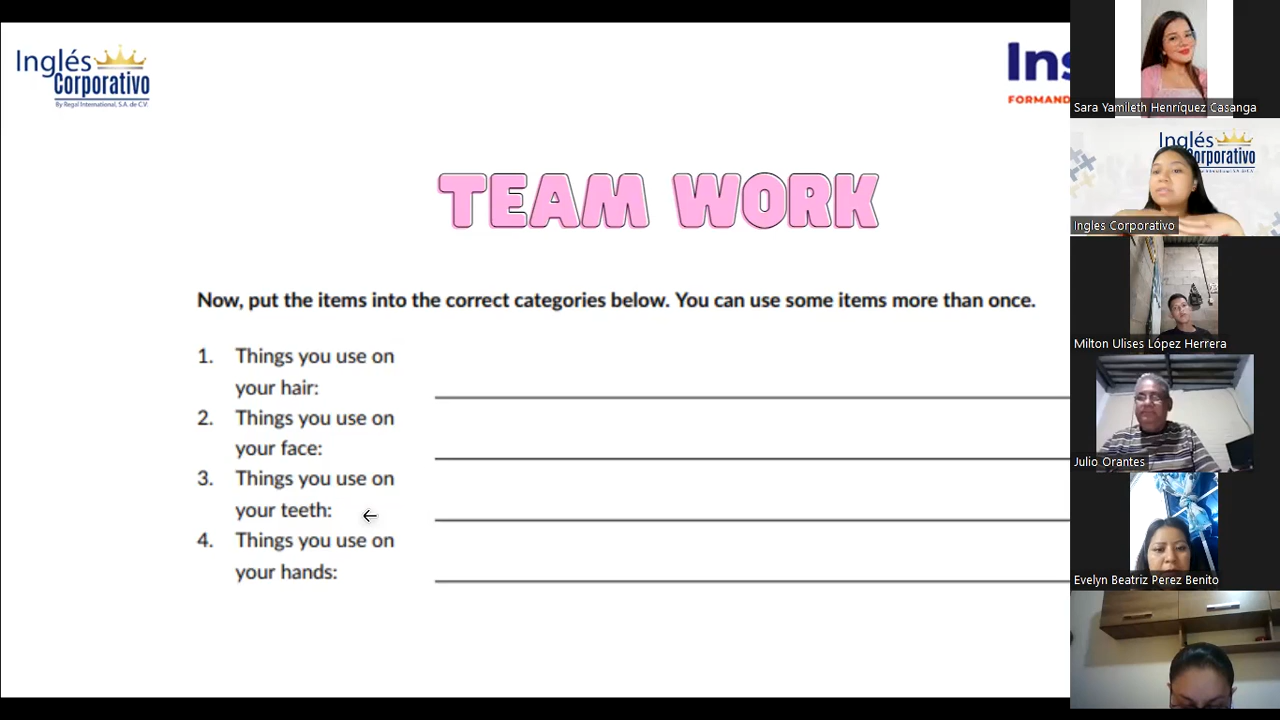 Inglés
Corporativo
By Regal International, S.A. de C.V.
Ins
FORMAND
TEAM WORK
Now, put the items into the correct categories below. You can use some items more than once.
1. Things you use on
your hair:
2. Things you use on
your face:
3. Things you use on
your teeth:
4. Things you use on
your hands:
Sara Yamileth Henríquez Casanga
Inglés
Corporativo
Ingles Corporativo
Milton Ulises López Herrera
Julio Orantes
Evelyn Beatriz Perez Benito